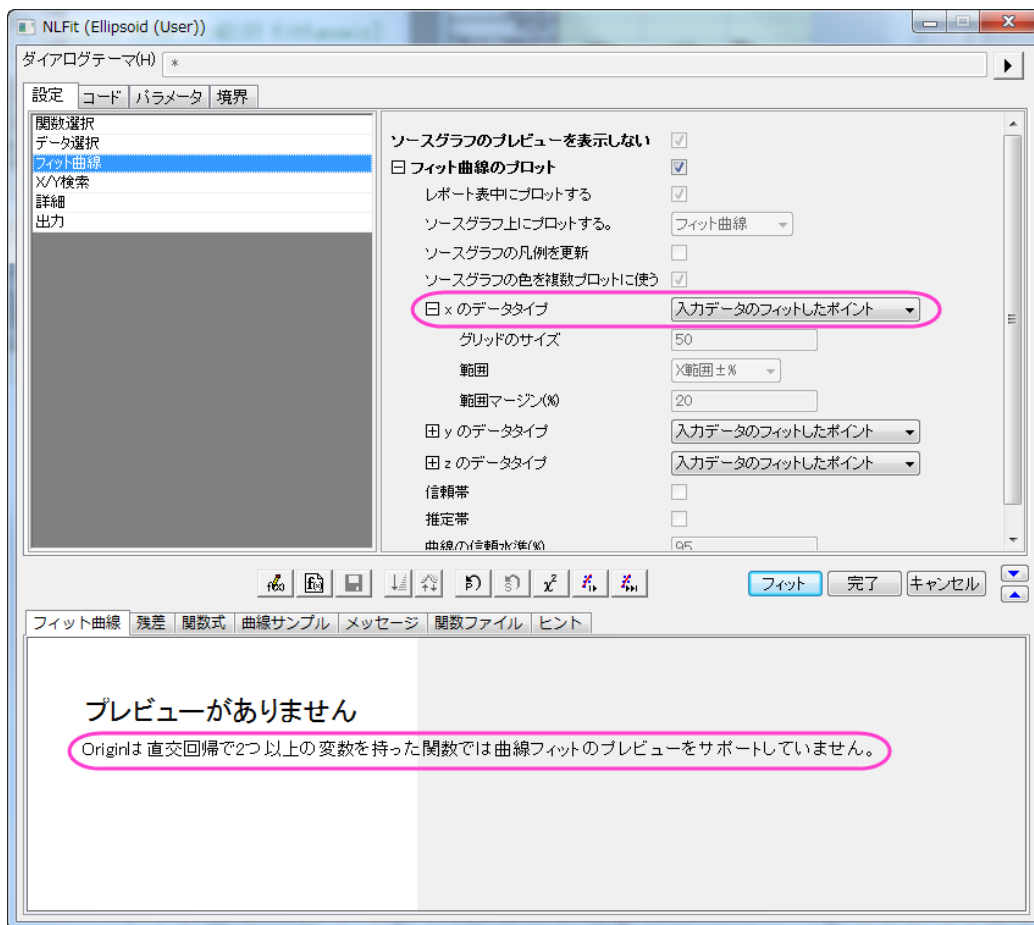 NLFit (Ellipsoid (User))
ダイアログテーマ(H) *
設定 コード パラメータ 境界
関数選択
データ選択
フィット曲線
X/Y検索
詳細
出力
ソースグラフのプレビューを表示しない
フィット曲線のプロット
レポート表中にプロットする
ソースグラフ上にプロットする。 フィット曲線
ソースグラフの凡例を更新
ソースグラフの色を複数プロットに使う
x のデータタイプ 入力データのフィットしたポイント
グリッドのサイズ 50
範囲 X範囲±%
範囲マージン(%) 20
y のデータタイプ 入力データのフィットしたポイント
z のデータタイプ 入力データのフィットしたポイント
信頼帯
推定帯
曲線の信頼水準(%) 95
フィット 完了 キャンセル
フィット曲線 残差 関数式 曲線サンプル メッセージ 関数ファイル ヒント
プレビューがありません
Originは直交回帰で2つ以上の変数を持った関数では曲線フィットのプレビューをサポートしていません。